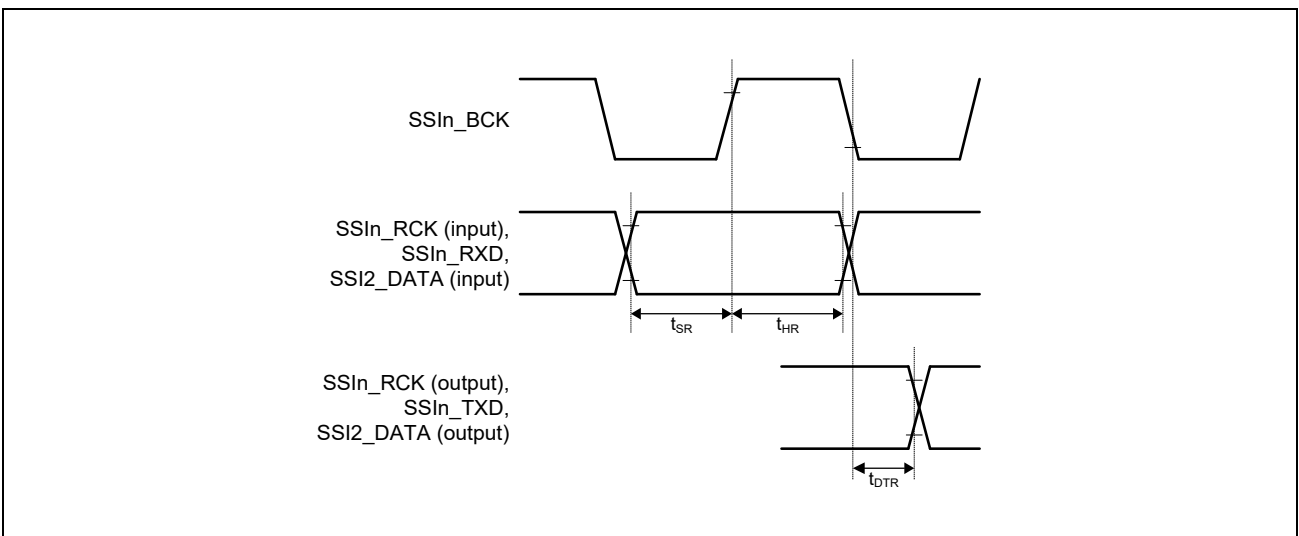 SSIn_BCK
SSIn_RCK (input),
SSIn_RXD,
SSI2_DATA (input)
tSR
tHR
SSIn_RCK (output),
SSIn_TXD,
SSI2_DATA (output)
tDTR